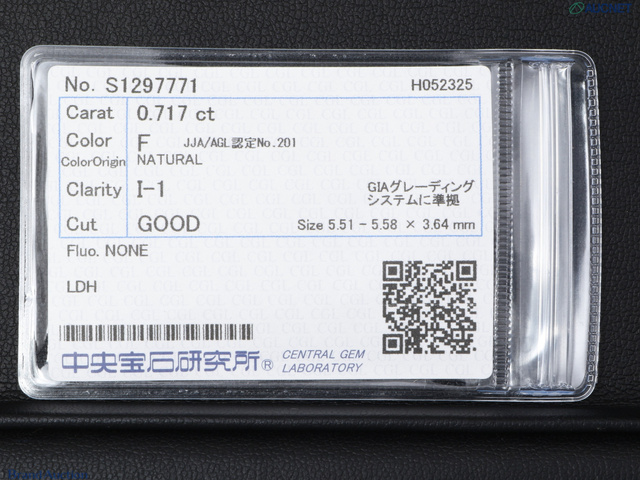 No. S1297771 H052325
Carat 0.717 ct
Color F JJA/AGL認定No.201
ColorOrigin NATURAL
Clarity I-1 GIAグレーディング
システムに準拠
Cut GOOD Size 5.51 - 5.58 × 3.64 mm
Fluo. NONE
LDH
中央宝石研究所® CENTRAL GEM
LABORATORY